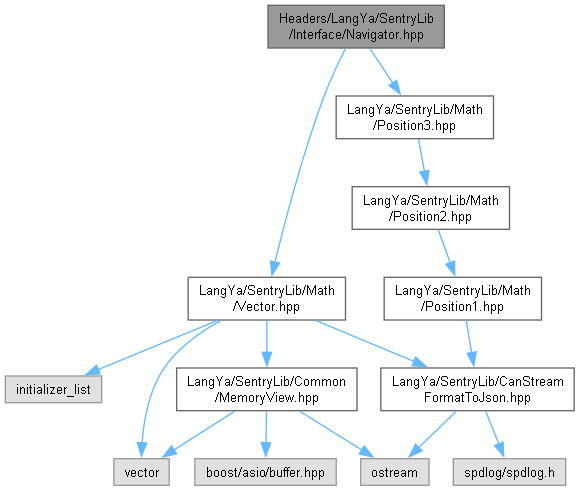 Headers/LangYa/SentryLib
/Interface/Navigator.hpp
LangYa/SentryLib/Math
/Position3.hpp
LangYa/SentryLib/Math
/Position2.hpp
LangYa/SentryLib/Math
/Vector.hpp
LangYa/SentryLib/Math
/Position1.hpp
initializer_list
LangYa/SentryLib/Common
/MemoryView.hpp
LangYa/SentryLib/CanStream
FormatToJson.hpp
vector
boost/asio/buffer.hpp
ostream
spdlog/spdlog.h